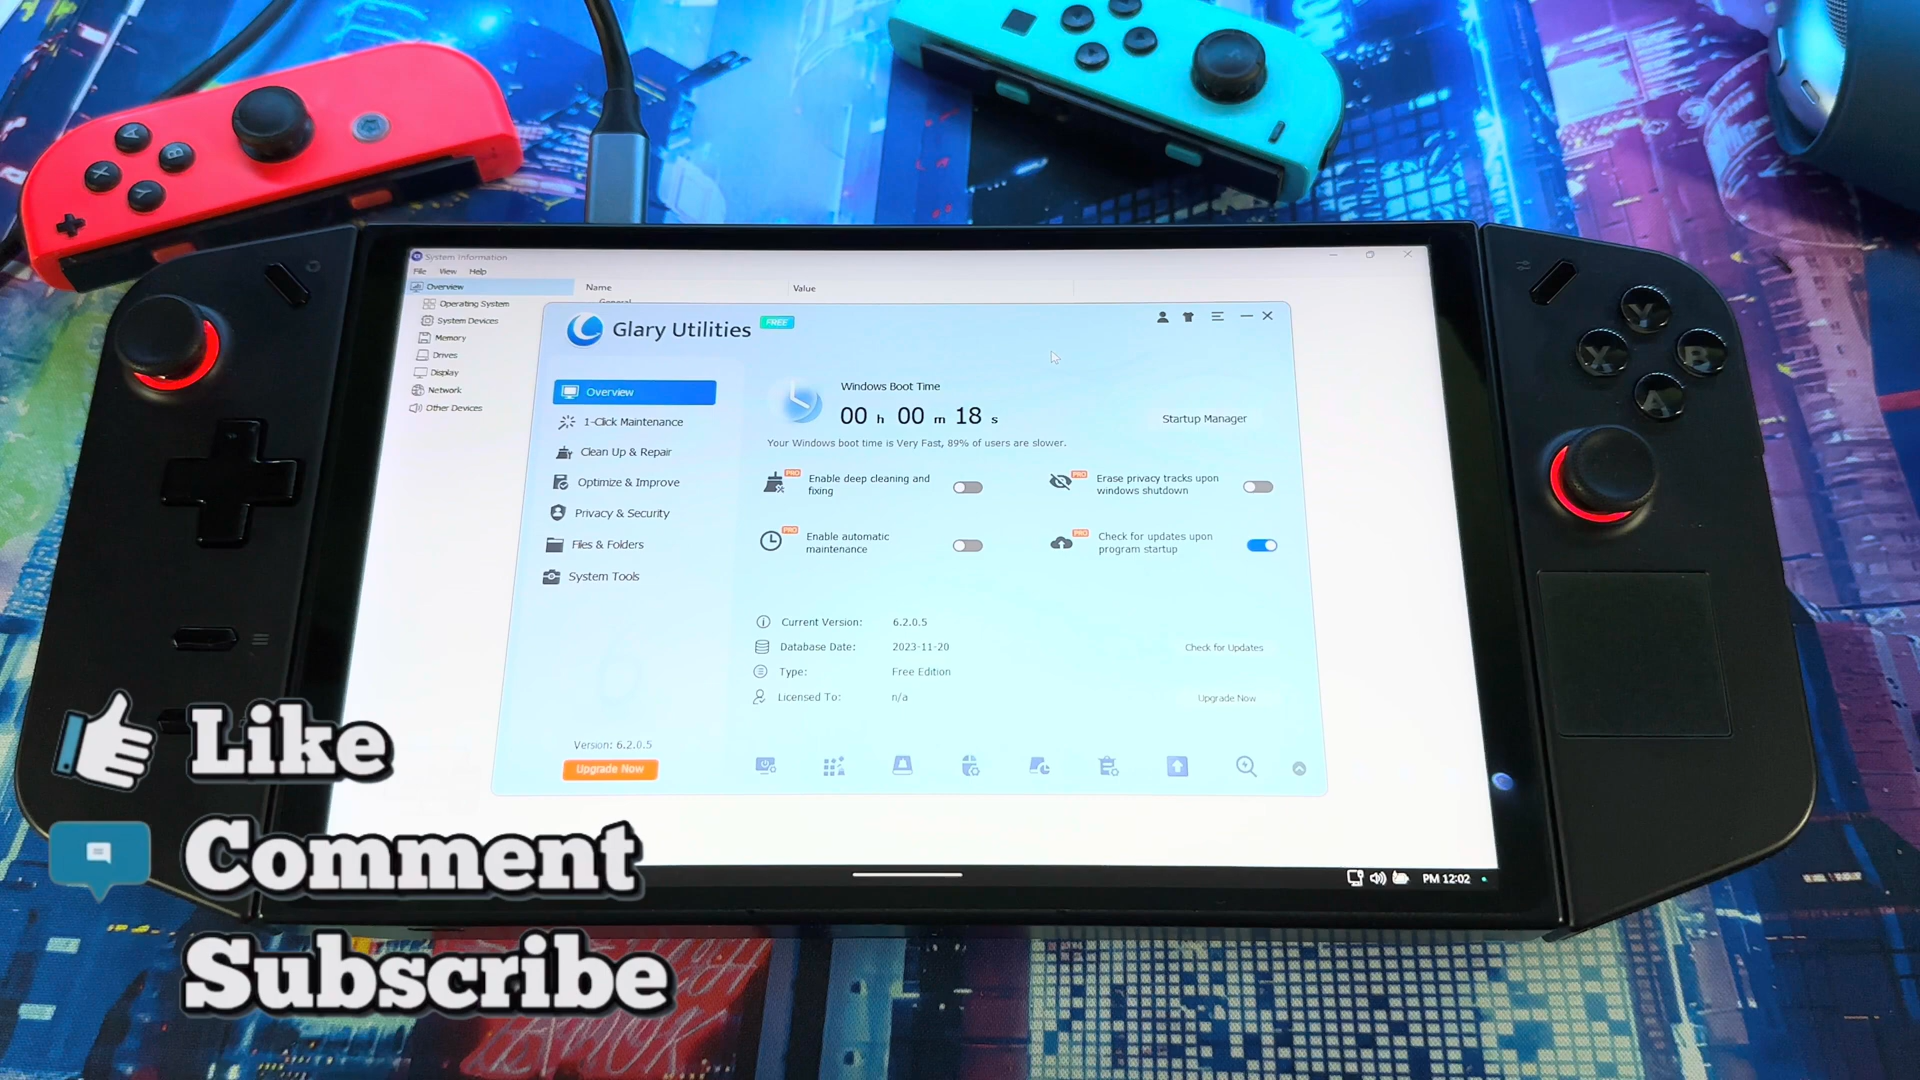 A
B
X
Y
System Information
File View Help
Overview
Operating System
System Devices
Memory
Drives
Display
Network
Other Devices
Name Value
General
Glary Utilities FREE
Overview
1-Click Maintenance
Clean Up & Repair
Optimize & Improve
Privacy & Security
Files & Folders
System Tools
Version: 6.2.0.5
Upgrade Now
Windows Boot Time
00 h 00 m 18 s
Startup Manager
Your Windows boot time is Very Fast, 89% of users are slower.
PRO Enable deep cleaning and
fixing
PRO Erase privacy tracks upon
windows shutdown
PRO Enable automatic
maintenance
PRO Check for updates upon
program startup
Current Version: 6.2.0.5
Database Date: 2023-11-20 Check for Updates
Type: Free Edition
Licensed To: n/a Upgrade Now
PM 12:02
Y
X
B
A
Like
Comment
Subscribe